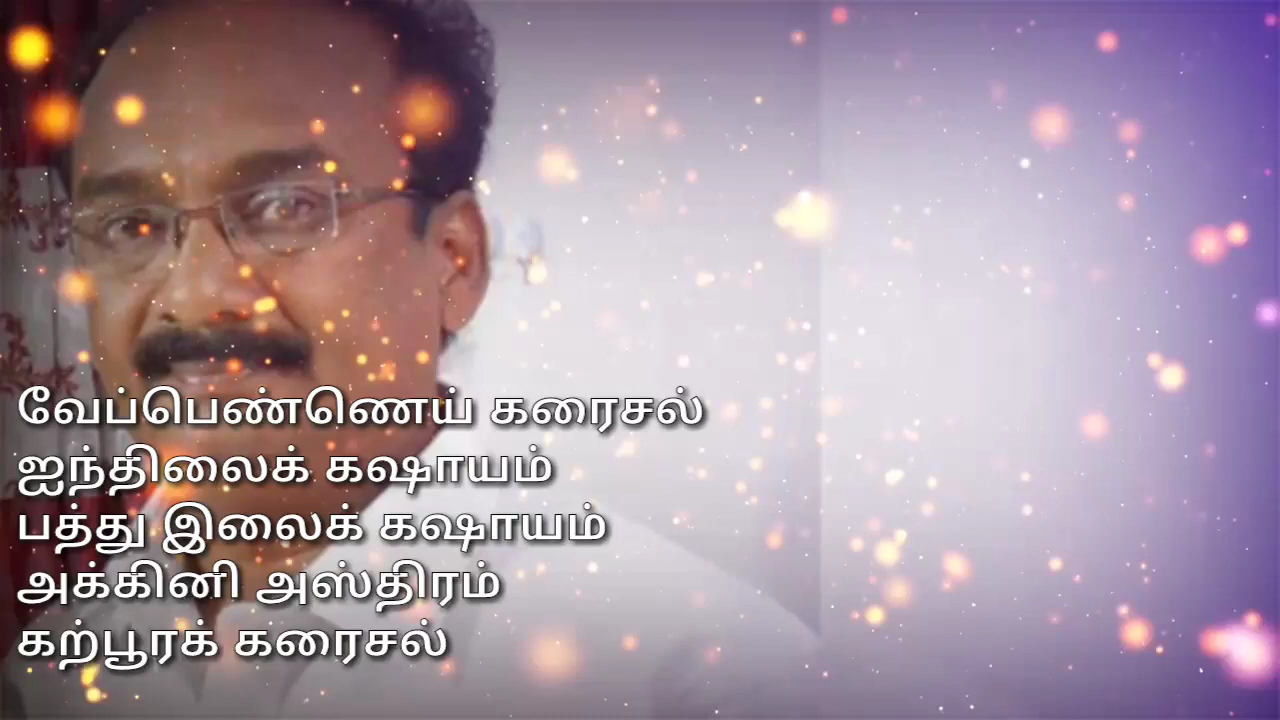 வேப்பெண்ணெய் கரைசல்
ஐந்திலைக் கஷாயம்
பத்து இலைக் கஷாயம்
அக்கினி அஸ்திரம்
கற்பூரக் கரைசல்